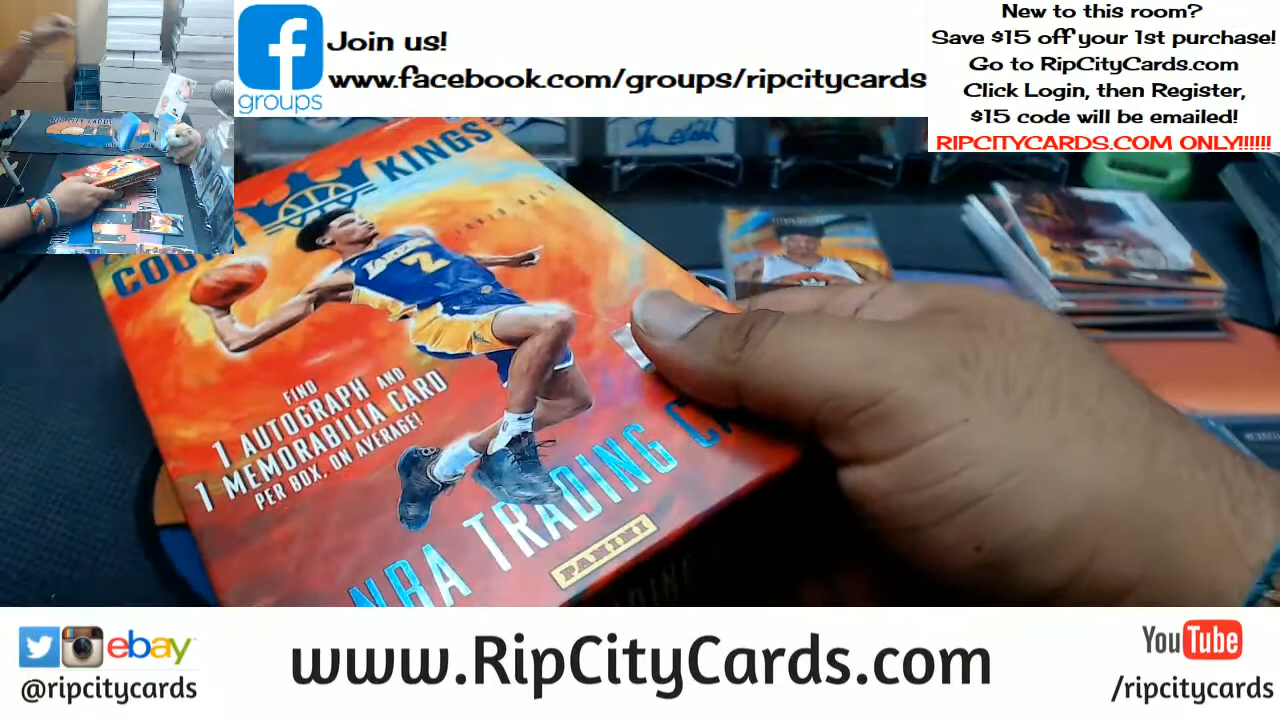 Join us!
www.facebook.com/groups/ripcitycards
groups
New to this room?
Save $15 off your 1st purchase!
Go to RipCityCards.com
Click Login, then Register,
$15 code will be emailed!
RIPCITYCARDS.COM ONLY!!!!!!
KINGS
LAKERS
2
FIND
1 AUTOGRAPH AND
1 MEMORABILIA CARD
PER BOX, ON AVERAGE!
NBA TRADING
PANINI
ebay
@ripcitycards
www.RipCityCards.com
YouTube
/ripcitycards